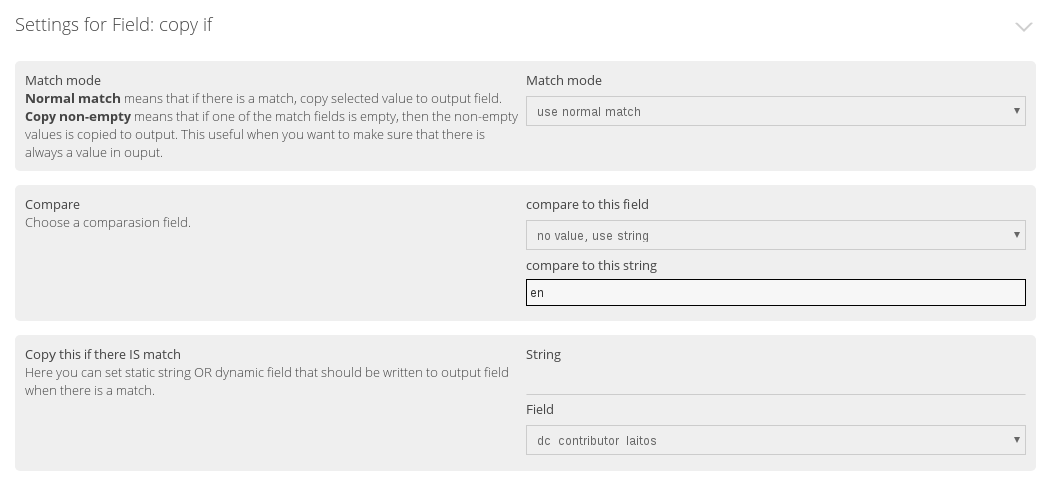 Settings for Field: copy if
Match mode
Normal match means that if there is a match, copy selected value to output field.
Copy non-empty means that if one of the match fields is empty, then the non-empty
values is copied to output. This useful when you want to make sure that there is
always a value in ouput.
Match mode
use normal match
Compare
Choose a comparasion field.
compare to this field
no value, use string
compare to this string
en
Copy this if there IS match
Here you can set static string OR dynamic field that should be written to output field
when there is a match.
String
Field
dc_contributor_laitos